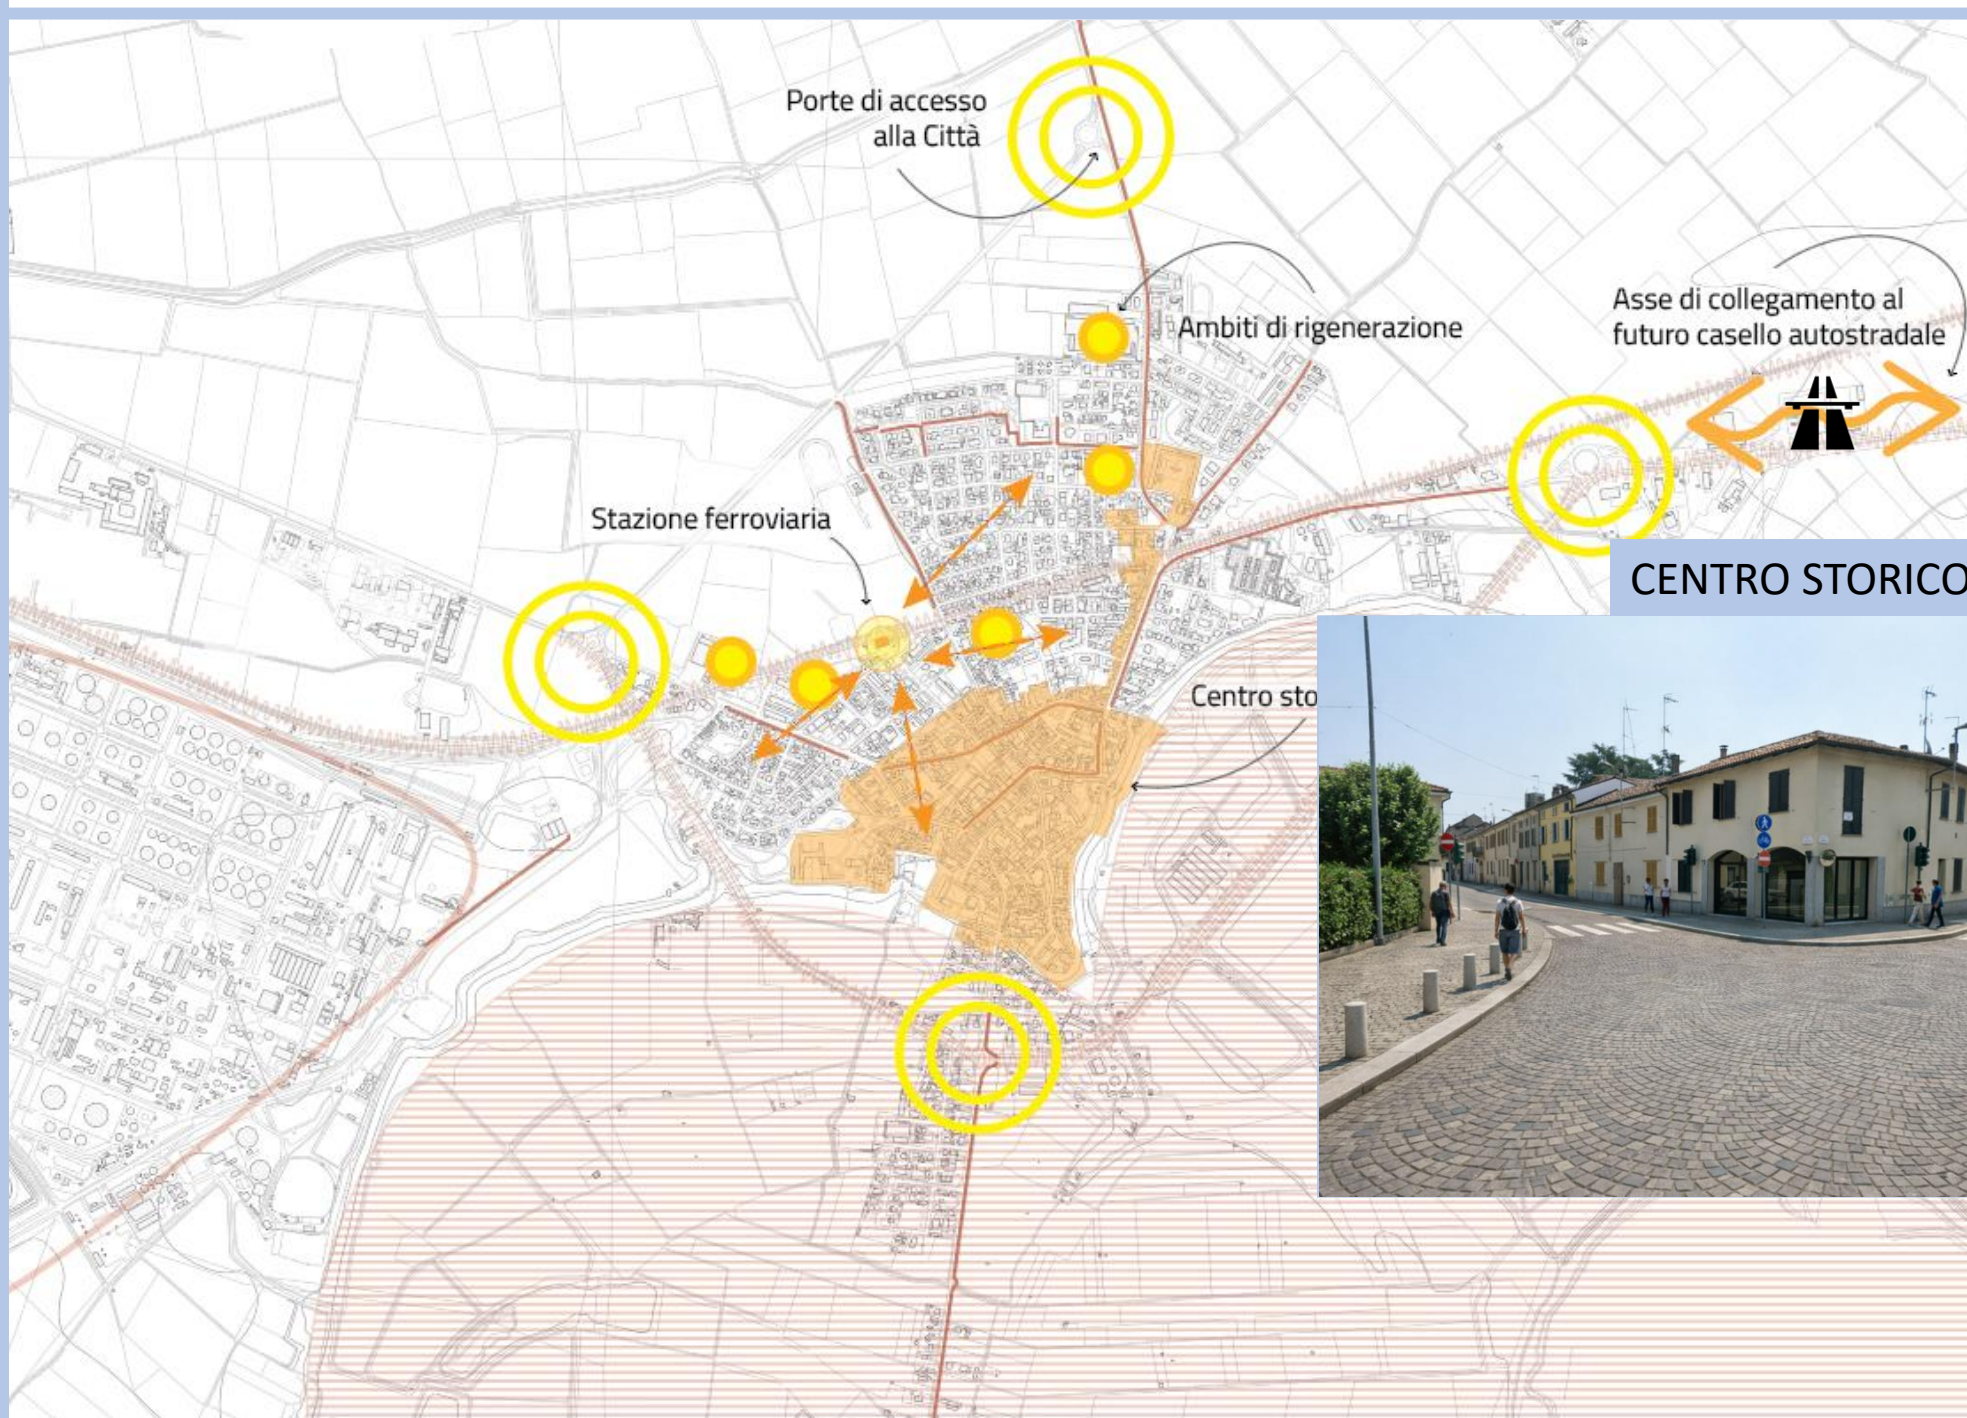 Porte di accesso
alla Città
Ambiti di rigenerazione
Asse di collegamento al
futuro casello autostradale
Stazione ferroviaria
CENTRO STORICO
Centro sto